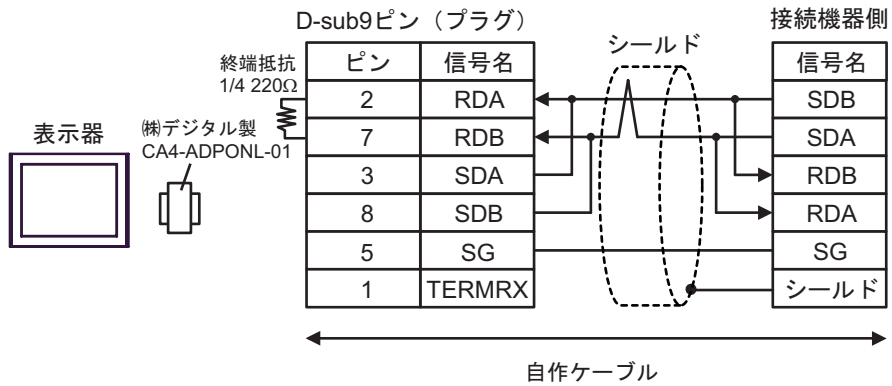 D-sub9ピン（プラグ）
接続機器側
シールド
終端抵抗
1/4 220Ω
ピン 信号名
信号名
2 RDA
SDB
表示器
㈱デジタル製
CA4-ADPONL-01
7 RDB
SDA
3 SDA
RDB
8 SDB
RDA
5 SG
SG
1 TERMRX
シールド
自作ケーブル